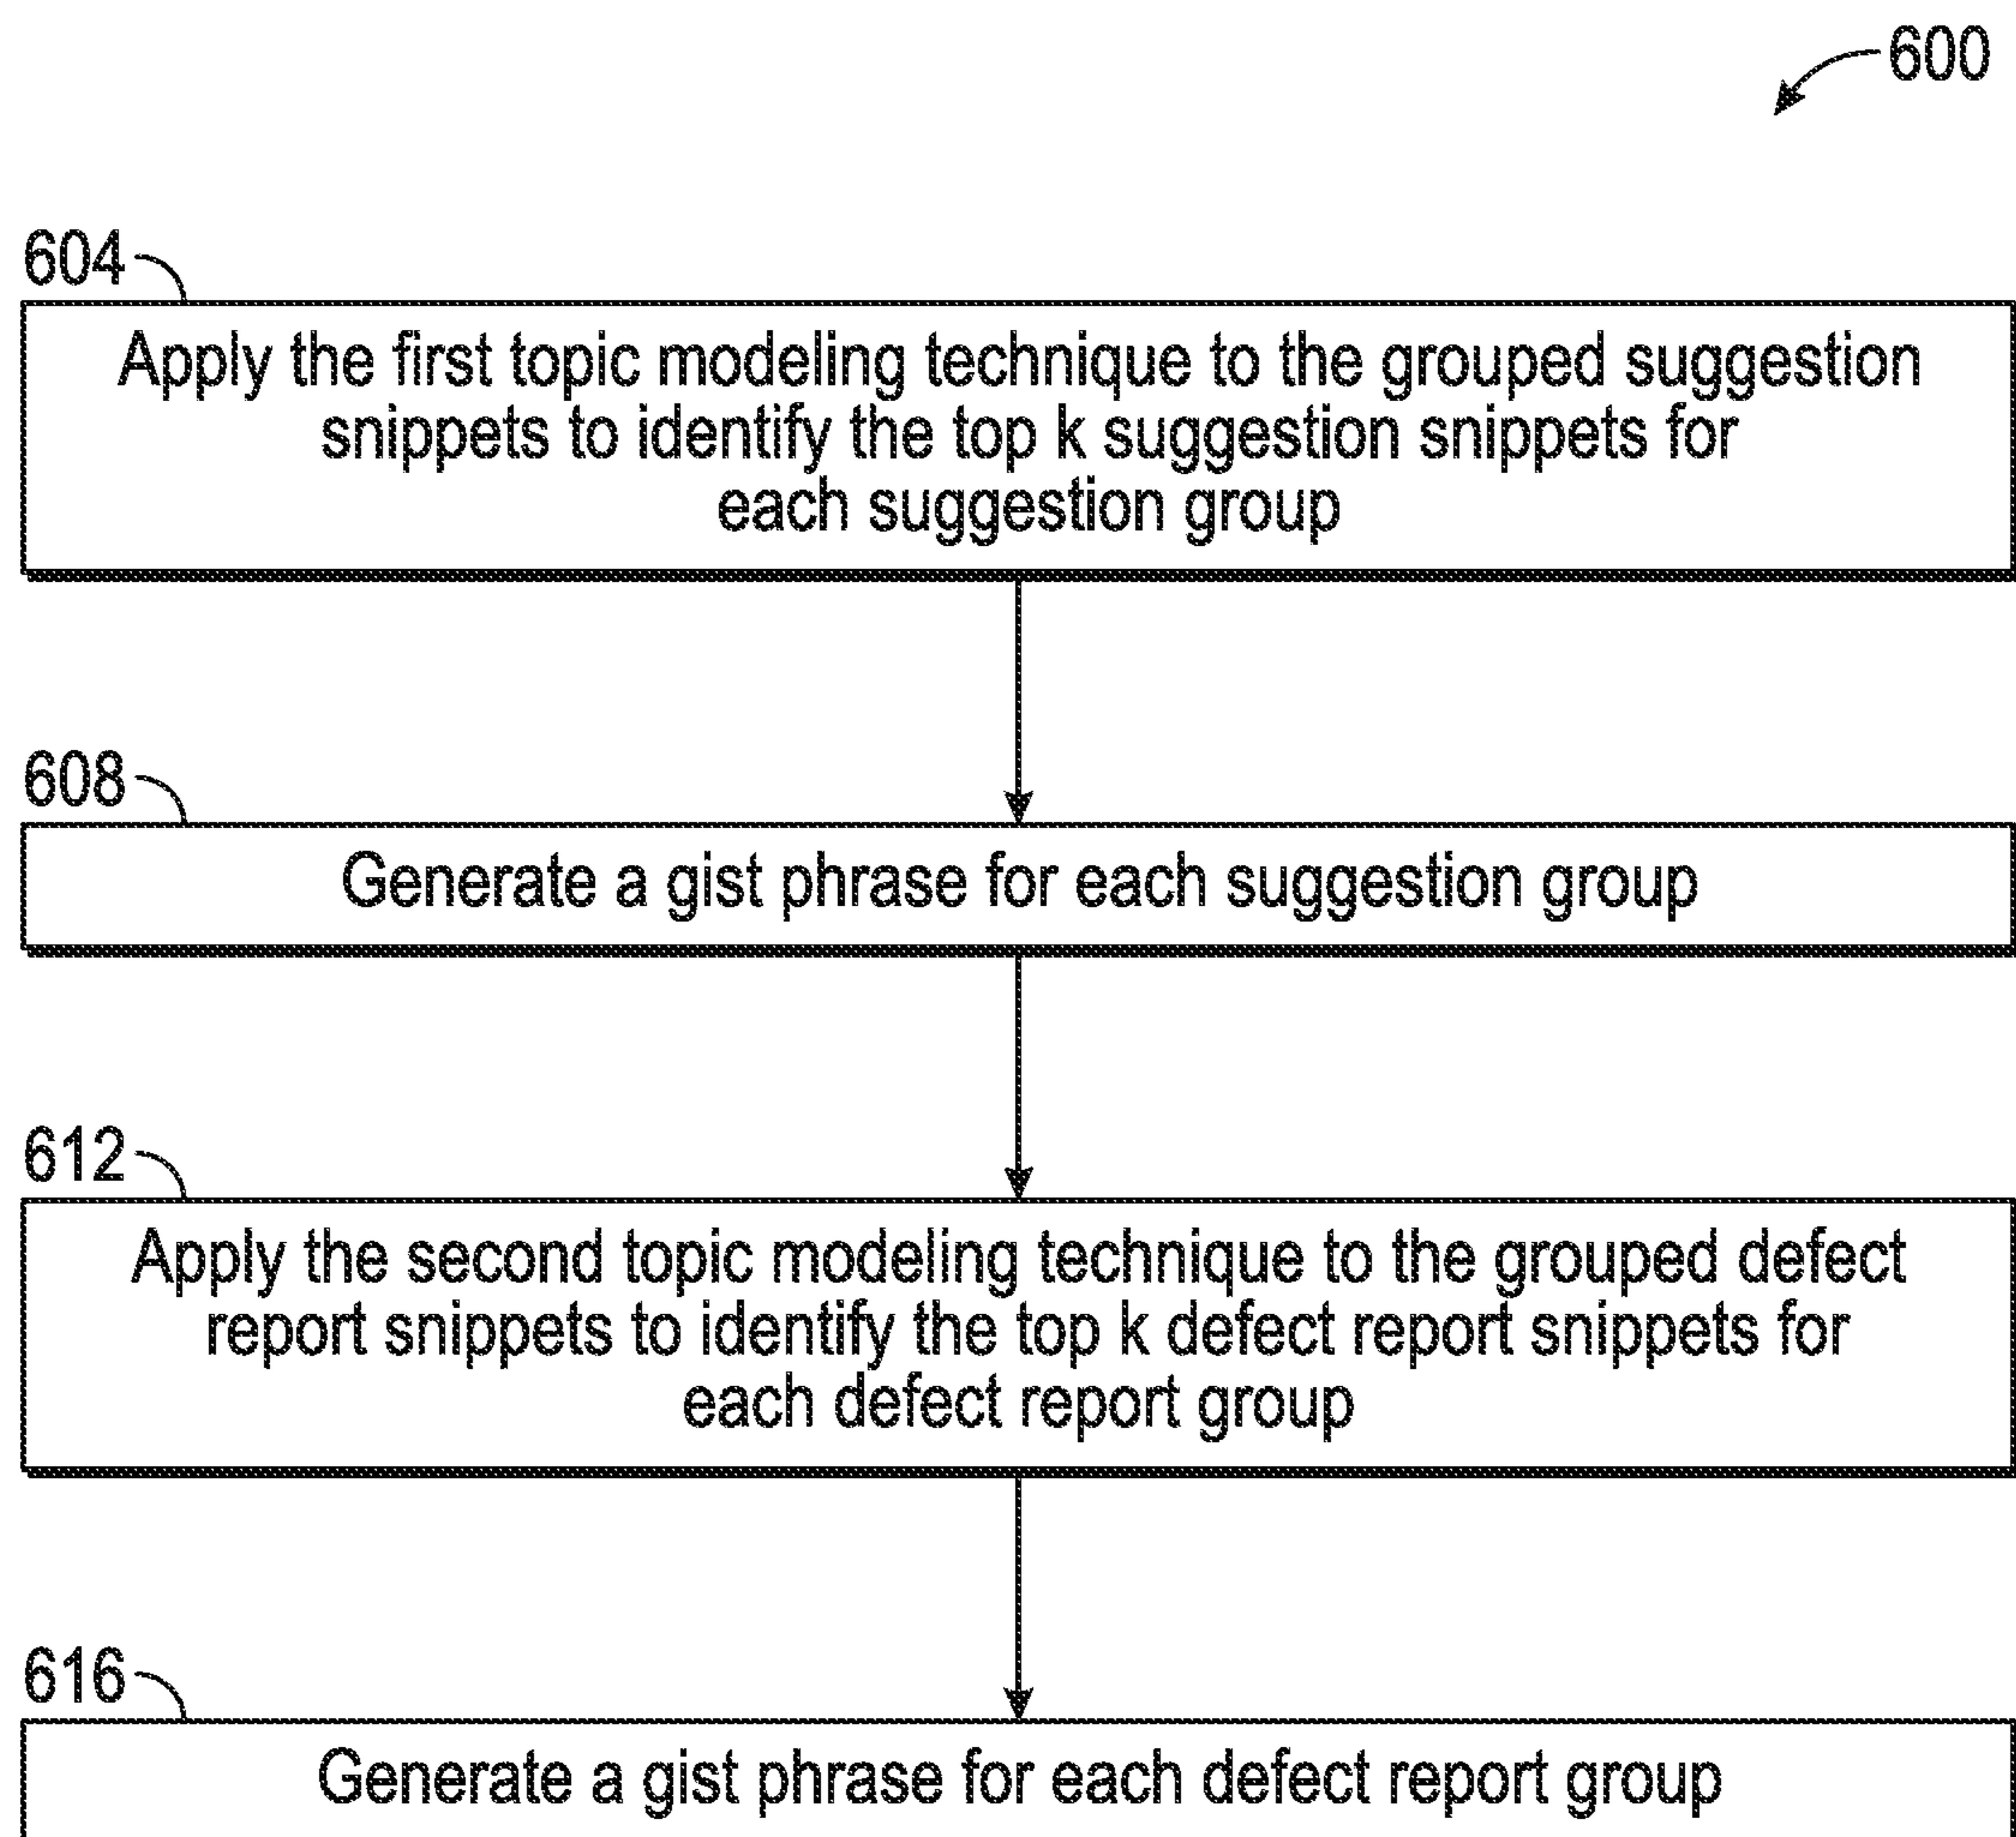 600
604
Apply the first topic modeling technique to the grouped suggestion
snippets to identify the top k suggestion snippets for
each suggestion group
608
Generate a gist phrase for each suggestion group
612
Apply the second topic modeling technique to the grouped defect
report snippets to identify the top k defect report snippets for
each defect report group
616
Generate a gist phrase for each defect report group